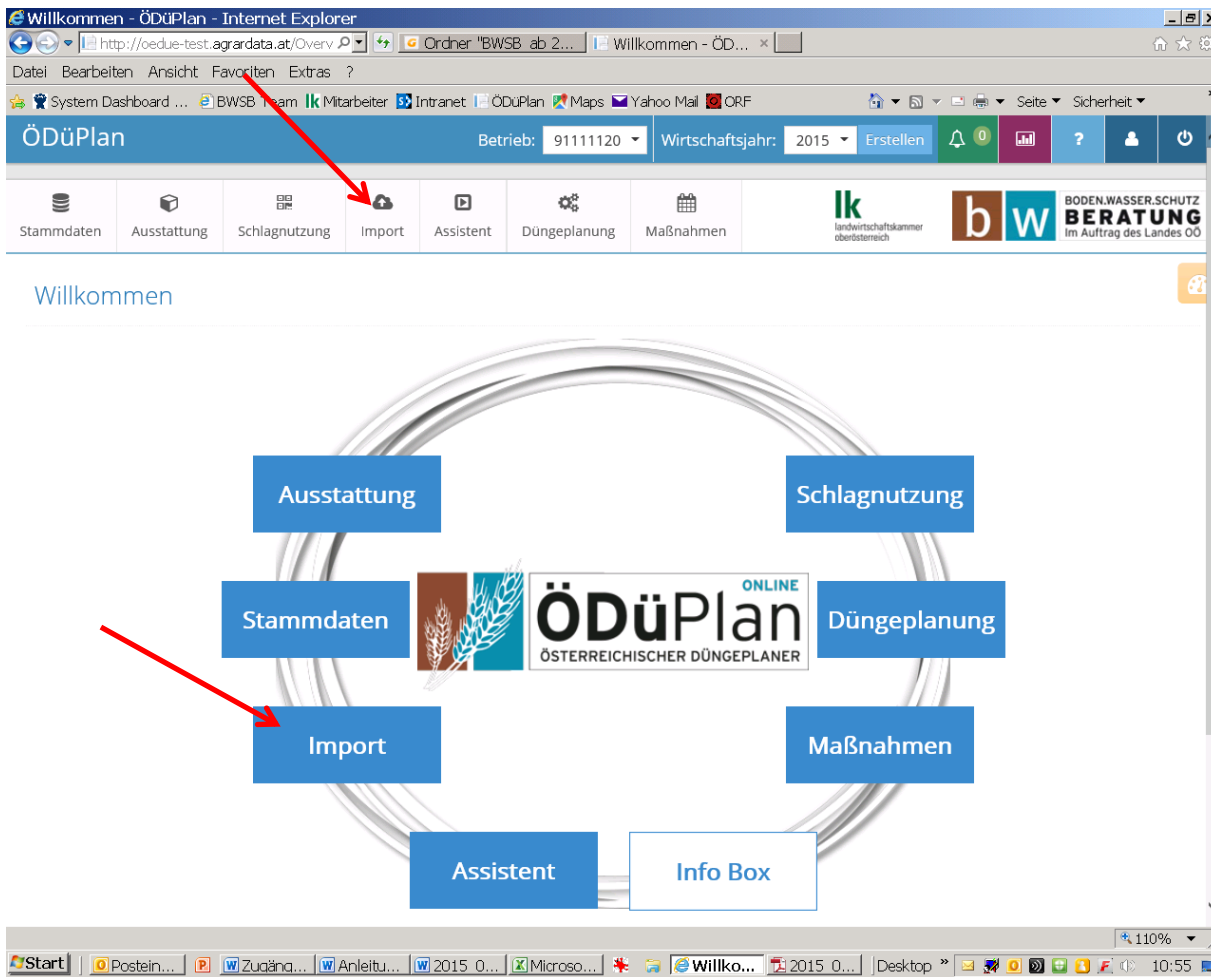 Willkommen - ÖDüPlan - Internet Explorer
http://oedue-test.agrardata.at/Overv
Ordner "BWSB ab 2... Willkommen - ÖD... ×
Datei Bearbeiten Ansicht Favoriten Extras ?
System Dashboard ... BWSB Team Mitarbeiter Intranet ÖDüPlan Maps Yahoo Mail ORF Seite Sicherheit
ÖDüPlan Betrieb: 91111120 Wirtschaftsjahr: 2015 Erstellen 0 ?
Stammdaten Ausstattung Schlagnutzung Import Assistent Düngeplanung Maßnahmen
lk
landwirtschaftskammer
oberösterreich
b w
BODEN.WASSER.SCHUTZ
BERATUNG
Im Auftrag des Landes OÖ
Willkommen
Ausstattung Schlagnutzung
Stammdaten
ONLINE
ÖDüPlan
ÖSTERREICHISCHER DÜNGEPLANER
Düngeplanung
Import Maßnahmen
Assistent Info Box
110%
Start Postein... Zugäng... Anleitu... 2015_0... Microso... Willko... 2015_0... Desktop » 10:55